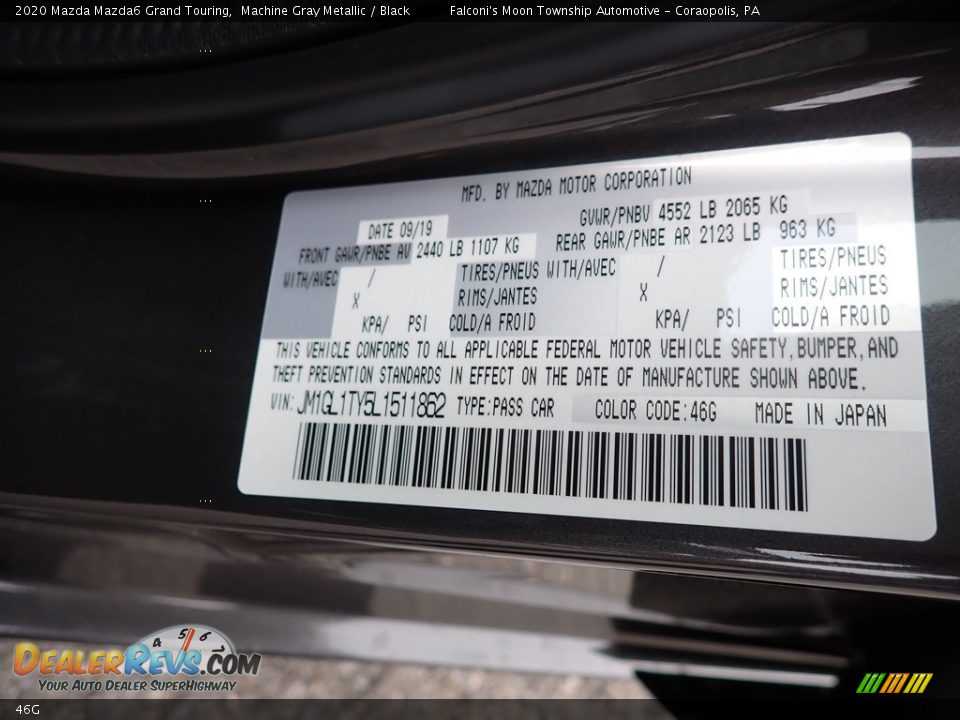 2020 Mazda Mazda6 Grand Touring, Machine Gray Metallic / Black Falconi's Moon Township Automotive - Coraopolis, PA
MFD. BY MAZDA MOTOR CORPORATION
DATE 09/19 GVWR/PNBV 4552 LB 2065 KG
FRONT GAWR/PNBE AV 2440 LB 1107 KG REAR GAWR/PNBE AR 2123 LB 963 KG
WITH/AVEC / TIRES/PNEUS WITH/AVEC / TIRES/PNEUS
X RIMS/JANTES X RIMS/JANTES
KPA/ PSI COLD/A FROID KPA/ PSI COLD/A FROID
THIS VEHICLE CONFORMS TO ALL APPLICABLE FEDERAL MOTOR VEHICLE SAFETY,BUMPER,AND
THEFT PREVENTION STANDARDS IN EFFECT ON THE DATE OF MANUFACTURE SHOWN ABOVE.
VIN:JM1GL1TY5L1511862 TYPE:PASS CAR COLOR CODE:46G MADE IN JAPAN
4 5 6
DEALERREVS.COM
YOUR AUTO DEALER SUPERHIGHWAY
46G